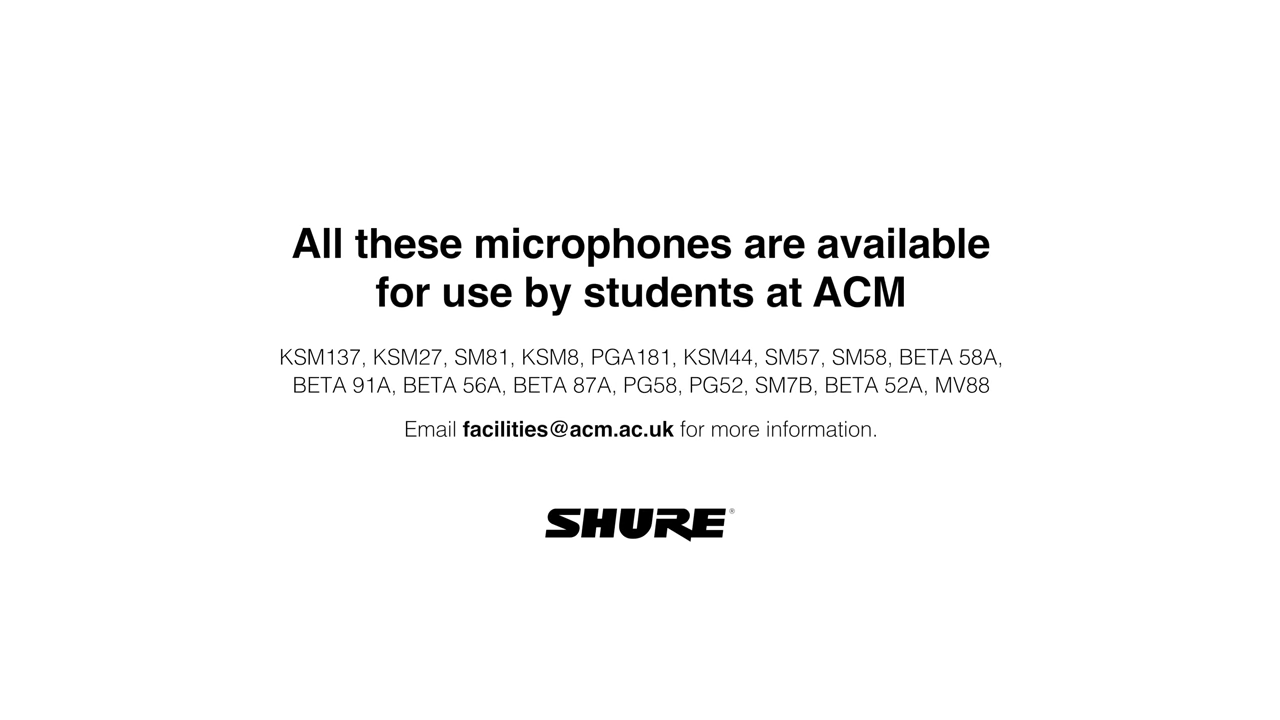 All these microphones are available
for use by students at ACM
KSM137, KSM27, SM81, KSM8, PGA181, KSM44, SM57, SM58, BETA 58A,
BETA 91A, BETA 56A, BETA 87A, PG58, PG52, SM7B, BETA 52A, MV88
Email facilities@acm.ac.uk for more information.
SHURE®